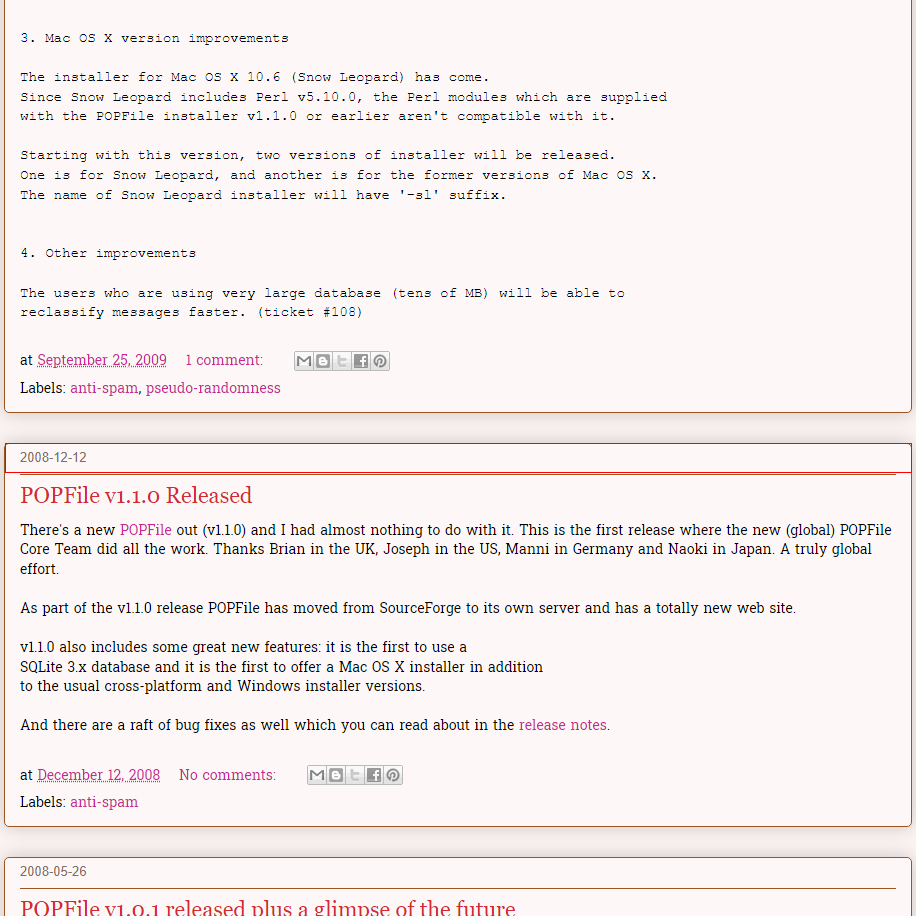 3. Mac OS X version improvements
The installer for Mac OS X 10.6 (Snow Leopard) has come.
Since Snow Leopard includes Perl v5.10.0, the Perl modules which are supplied
with the POPFile installer v1.1.0 or earlier aren't compatible with it.
Starting with this version, two versions of installer will be released.
One is for Snow Leopard, and another is for the former versions of Mac OS X.
The name of Snow Leopard installer will have '-sl' suffix.
4. Other improvements
The users who are using very large database (tens of MB) will be able to
reclassify messages faster. (ticket #108)
at September 25, 2009 1 comment:
Labels: anti-spam, pseudo-randomness
2008-12-12
POPFile v1.1.0 Released
There's a new POPFile out (v1.1.0) and I had almost nothing to do with it. This is the first release where the new (global) POPFile
Core Team did all the work. Thanks Brian in the UK, Joseph in the US, Manni in Germany and Naoki in Japan. A truly global
effort.
As part of the v1.1.0 release POPFile has moved from SourceForge to its own server and has a totally new web site.
v1.1.0 also includes some great new features: it is the first to use a
SQLite 3.x database and it is the first to offer a Mac OS X installer in addition
to the usual cross-platform and Windows installer versions.
And there are a raft of bug fixes as well which you can read about in the release notes.
at December 12, 2008 No comments:
Labels: anti-spam
2008-05-26
POPFile v1.0.1 released plus a glimpse of the future